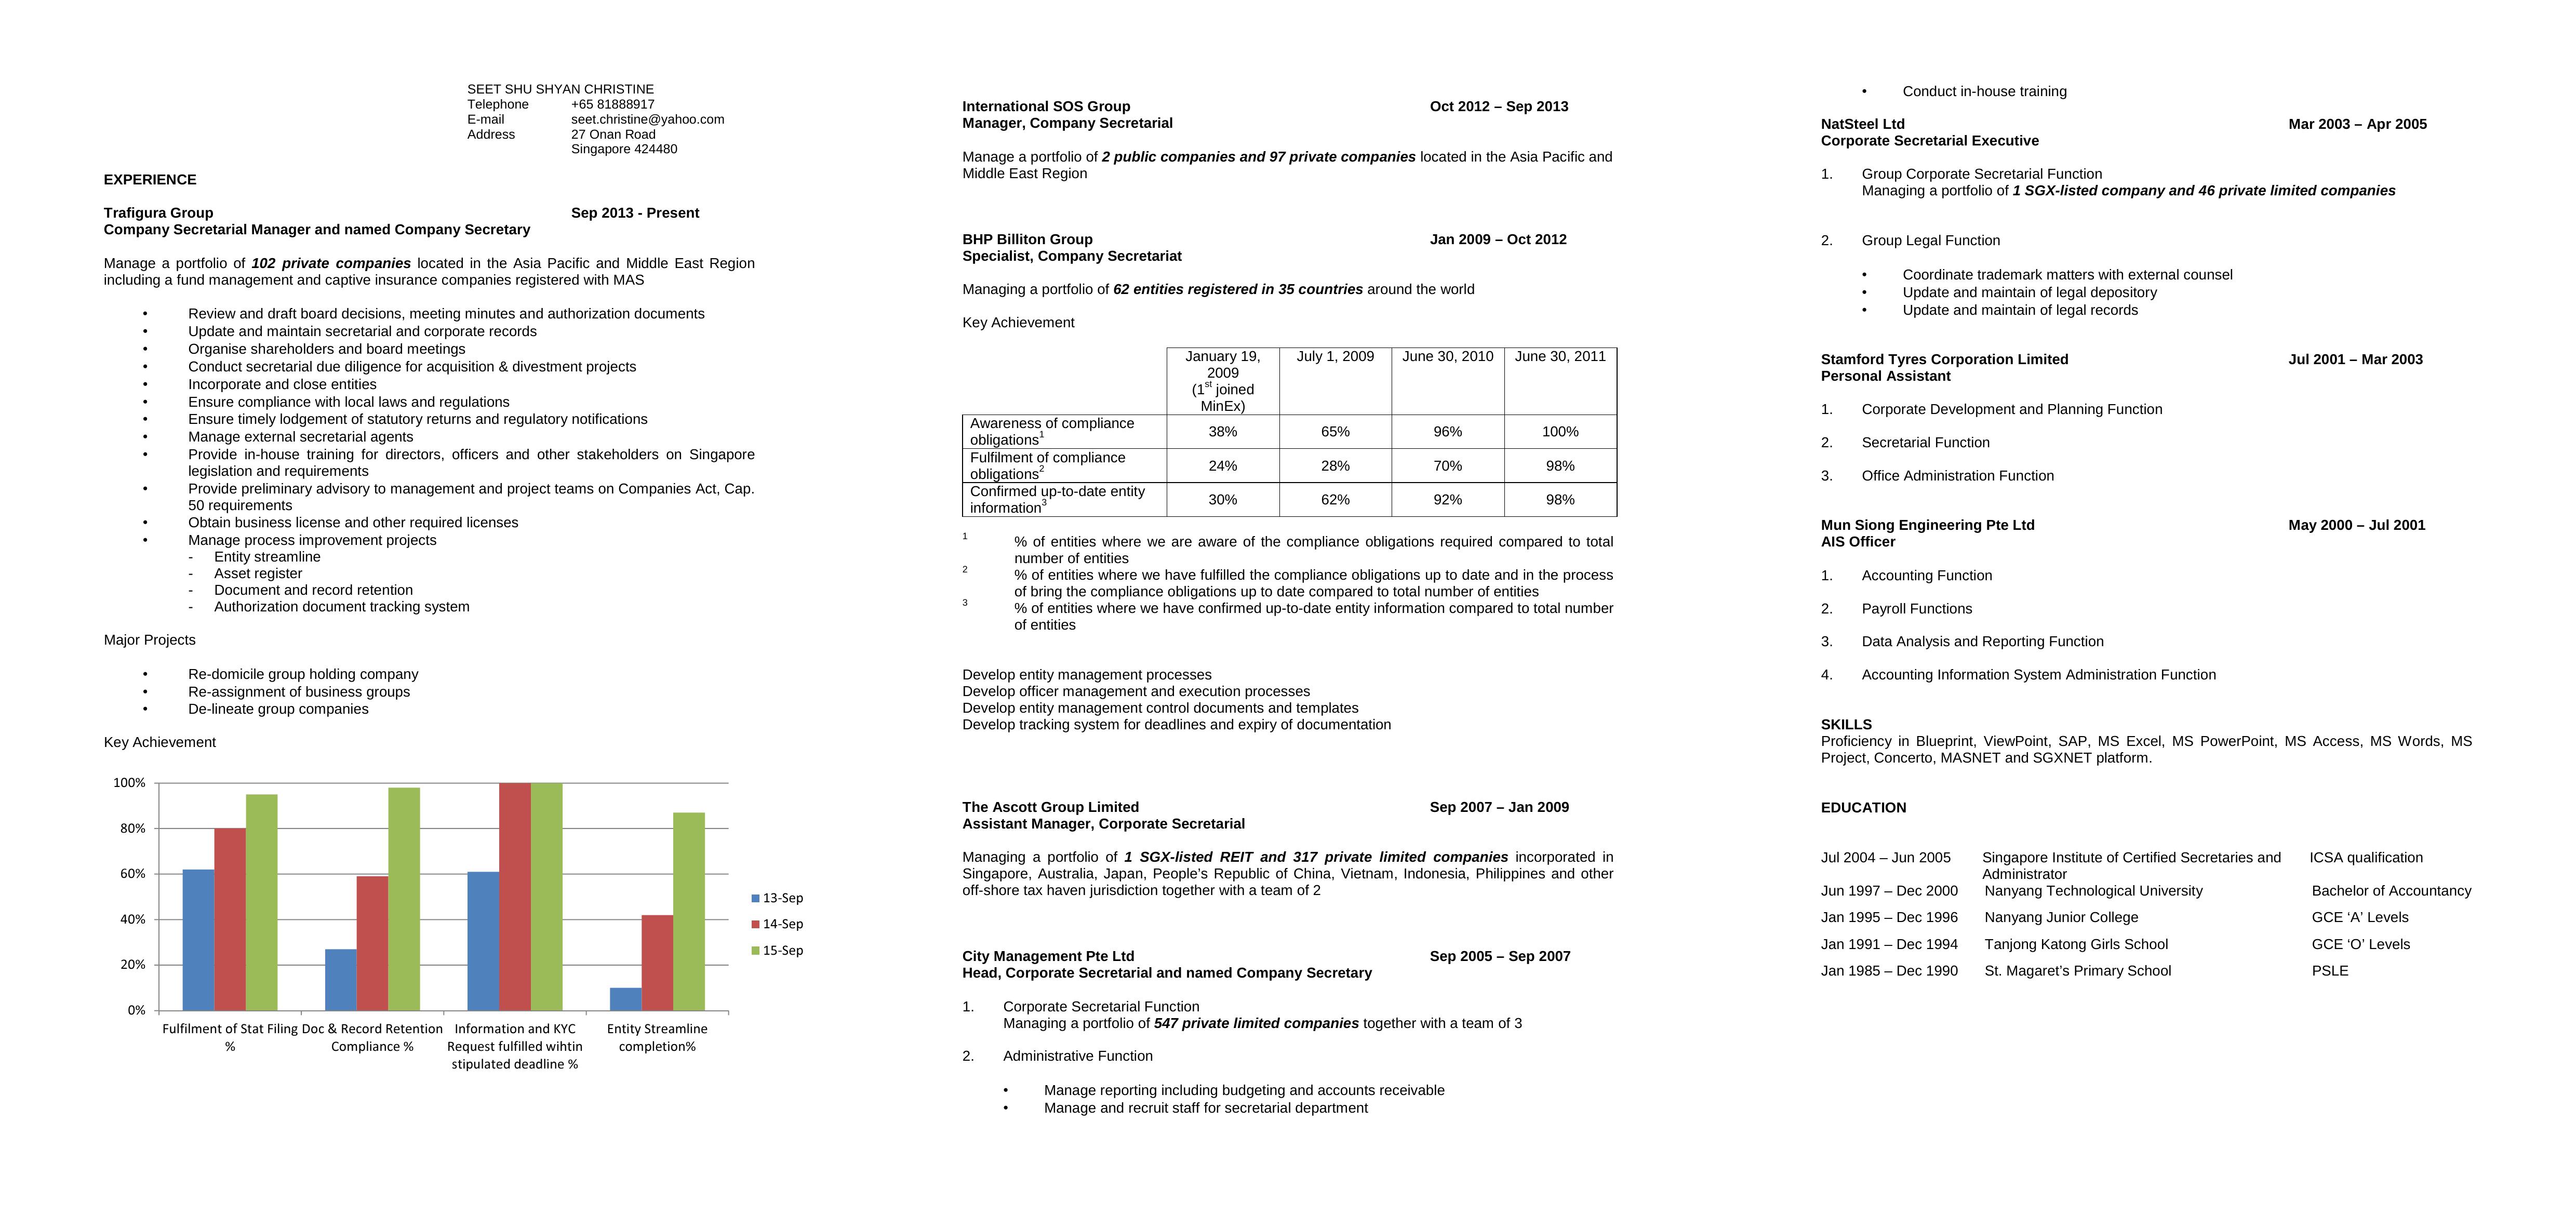 SEET SHU SHYAN CHRISTINE
Telephone +65 81888917
E-mail seet.christine@yahoo.com
Address 27 Onan Road
Singapore 424480
EXPERIENCE
Trafigura Group Sep 2013 - Present
Company Secretarial Manager and named Company Secretary
Manage a portfolio of 102 private companies located in the Asia Pacific and Middle East Region
including a fund management and captive insurance companies registered with MAS
• Review and draft board decisions, meeting minutes and authorization documents
• Update and maintain secretarial and corporate records
• Organise shareholders and board meetings
• Conduct secretarial due diligence for acquisition & divestment projects
• Incorporate and close entities
• Ensure compliance with local laws and regulations
• Ensure timely lodgement of statutory returns and regulatory notifications
• Manage external secretarial agents
• Provide in-house training for directors, officers and other stakeholders on Singapore
legislation and requirements
• Provide preliminary advisory to management and project teams on Companies Act, Cap.
50 requirements
• Obtain business license and other required licenses
• Manage process improvement projects
- Entity streamline
- Asset register
- Document and record retention
- Authorization document tracking system
Major Projects
• Re-domicile group holding company
• Re-assignment of business groups
• De-lineate group companies
Key Achievement
100%
80%
60%
40%
20%
0%
Fulfilment of Stat Filing Doc & Record Retention Information and KYC Entity Streamline
% Compliance % Request fulfilled wihtin completion%
stipulated deadline %
13-Sep
14-Sep
15-Sep
International SOS Group Oct 2012 – Sep 2013
Manager, Company Secretarial
Manage a portfolio of 2 public companies and 97 private companies located in the Asia Pacific and
Middle East Region
BHP Billiton Group Jan 2009 – Oct 2012
Specialist, Company Secretariat
Managing a portfolio of 62 entities registered in 35 countries around the world
Key Achievement
January 19, July 1, 2009 June 30, 2010 June 30, 2011
2009
(1st joined
MinEx)
Awareness of compliance
obligations1 38% 65% 96% 100%
Fulfilment of compliance
obligations2 24% 28% 70% 98%
Confirmed up-to-date entity
information3 30% 62% 92% 98%
1 % of entities where we are aware of the compliance obligations required compared to total
number of entities
2 % of entities where we have fulfilled the compliance obligations up to date and in the process
of bring the compliance obligations up to date compared to total number of entities
3 % of entities where we have confirmed up-to-date entity information compared to total number
of entities
Develop entity management processes
Develop officer management and execution processes
Develop entity management control documents and templates
Develop tracking system for deadlines and expiry of documentation
The Ascott Group Limited Sep 2007 – Jan 2009
Assistant Manager, Corporate Secretarial
Managing a portfolio of 1 SGX-listed REIT and 317 private limited companies incorporated in
Singapore, Australia, Japan, People’s Republic of China, Vietnam, Indonesia, Philippines and other
off-shore tax haven jurisdiction together with a team of 2
City Management Pte Ltd Sep 2005 – Sep 2007
Head, Corporate Secretarial and named Company Secretary
1. Corporate Secretarial Function
Managing a portfolio of 547 private limited companies together with a team of 3
2. Administrative Function
• Manage reporting including budgeting and accounts receivable
• Manage and recruit staff for secretarial department
• Conduct in-house training
NatSteel Ltd Mar 2003 – Apr 2005
Corporate Secretarial Executive
1. Group Corporate Secretarial Function
Managing a portfolio of 1 SGX-listed company and 46 private limited companies
2. Group Legal Function
• Coordinate trademark matters with external counsel
• Update and maintain of legal depository
• Update and maintain of legal records
Stamford Tyres Corporation Limited Jul 2001 – Mar 2003
Personal Assistant
1. Corporate Development and Planning Function
2. Secretarial Function
3. Office Administration Function
Mun Siong Engineering Pte Ltd May 2000 – Jul 2001
AIS Officer
1. Accounting Function
2. Payroll Functions
3. Data Analysis and Reporting Function
4. Accounting Information System Administration Function
SKILLS
Proficiency in Blueprint, ViewPoint, SAP, MS Excel, MS PowerPoint, MS Access, MS Words, MS
Project, Concerto, MASNET and SGXNET platform.
EDUCATION
Jul 2004 – Jun 2005 Singapore Institute of Certified Secretaries and ICSA qualification
Administrator
Jun 1997 – Dec 2000 Nanyang Technological University Bachelor of Accountancy
Jan 1995 – Dec 1996 Nanyang Junior College GCE ‘A’ Levels
Jan 1991 – Dec 1994 Tanjong Katong Girls School GCE ‘O’ Levels
Jan 1985 – Dec 1990 St. Magaret’s Primary School PSLE